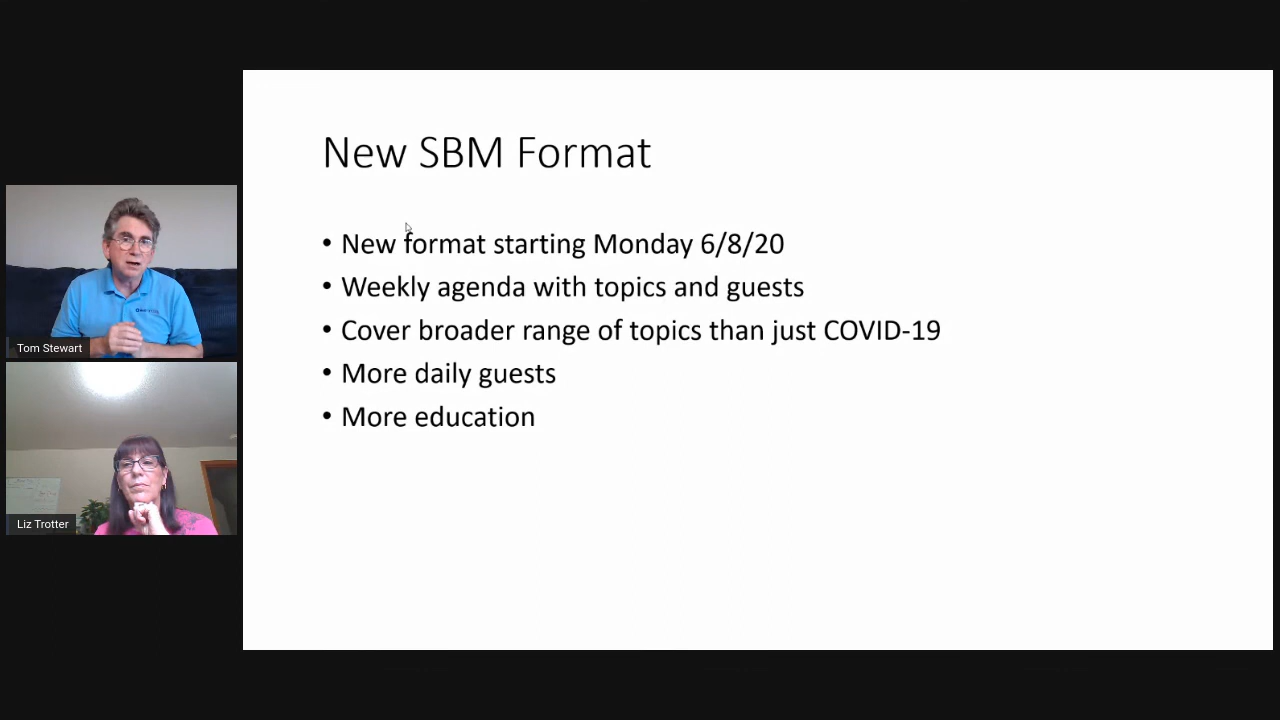 New SBM Format
• New format starting Monday 6/8/20
• Weekly agenda with topics and guests
• Cover broader range of topics than just COVID-19
• More daily guests
• More education
Tom Stewart
Liz Trotter